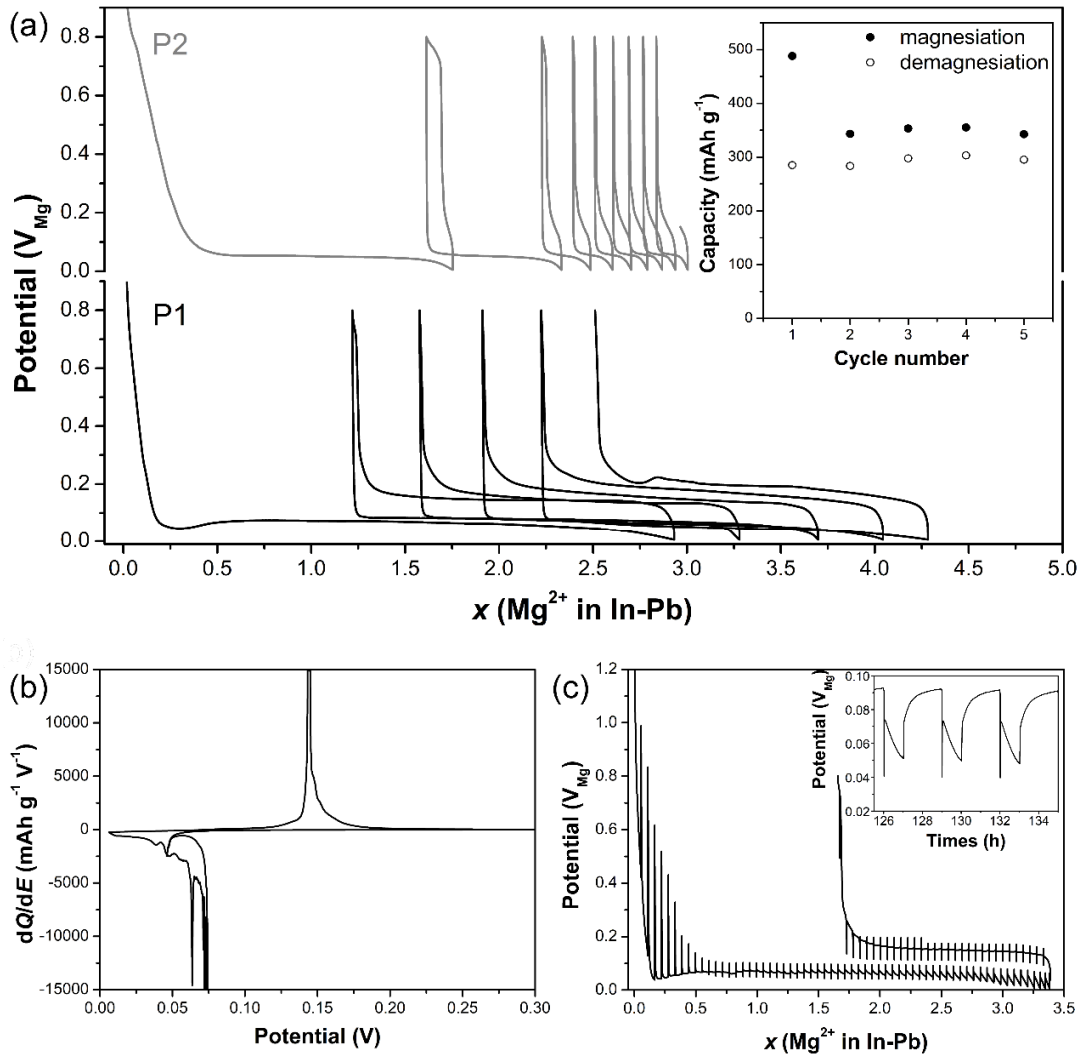 (a)
P2
P1
Potential (V_Mg)
0.8
0.6
0.4
0.2
0.0
0.8
0.6
0.4
0.2
0.0
0.0 0.5 1.0 1.5 2.0 2.5 3.0 3.5 4.0 4.5 5.0
x (Mg²⁺ in In-Pb)
magnesiation
demagnesiation
Capacity (mAh g⁻¹)
500
400
300
200
100
0
1 2 3 4 5
Cycle number
(b)
dQ/dE (mAh g⁻¹ V⁻¹)
15000
10000
5000
0
-5000
-10000
-15000
0.00 0.05 0.10 0.15 0.20 0.25 0.30
Potential (V)
(c)
Potential (V_Mg)
1.2
1.0
0.8
0.6
0.4
0.2
0.0
0.0 0.5 1.0 1.5 2.0 2.5 3.0 3.5
x (Mg²⁺ in In-Pb)
Potential (V_Mg)
0.10
0.08
0.06
0.04
0.02
126 128 130 132 134
Times (h)